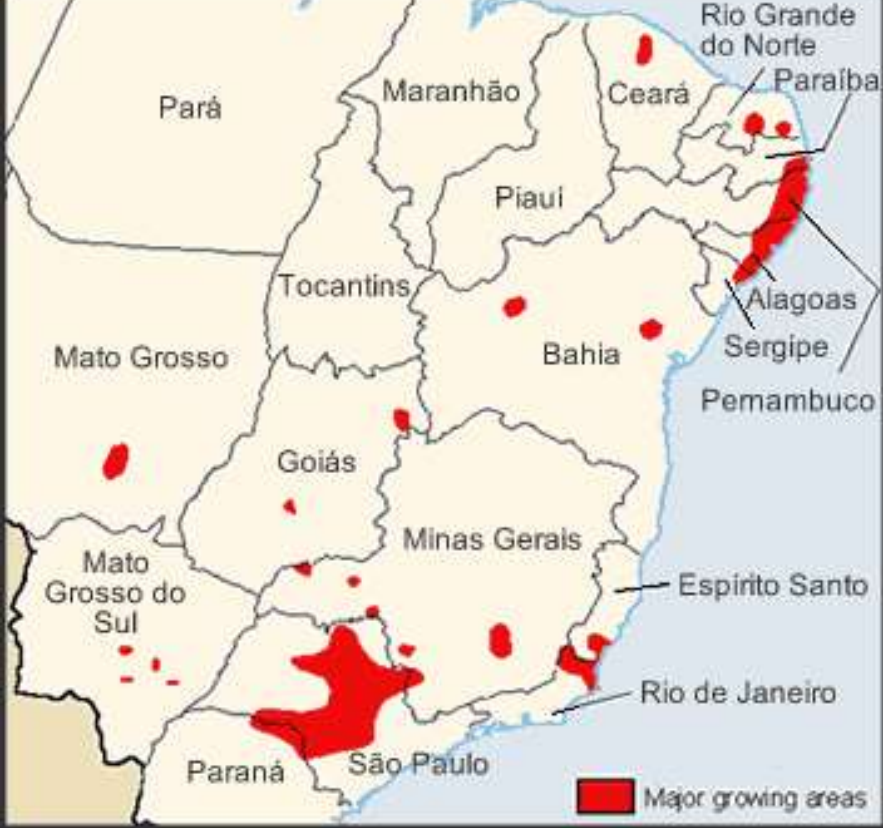 Rio Grande
do Norte
Paraíba
Maranhão
Ceará
Pará
Piauí
Tocantins
Alagoas
Sergipe
Mato Grosso
Bahia
Pernambuco
Goiás
Minas Gerais
Mato
Grosso do
Sul
Espírito Santo
Rio de Janeiro
São Paulo
Paraná
Major growing areas